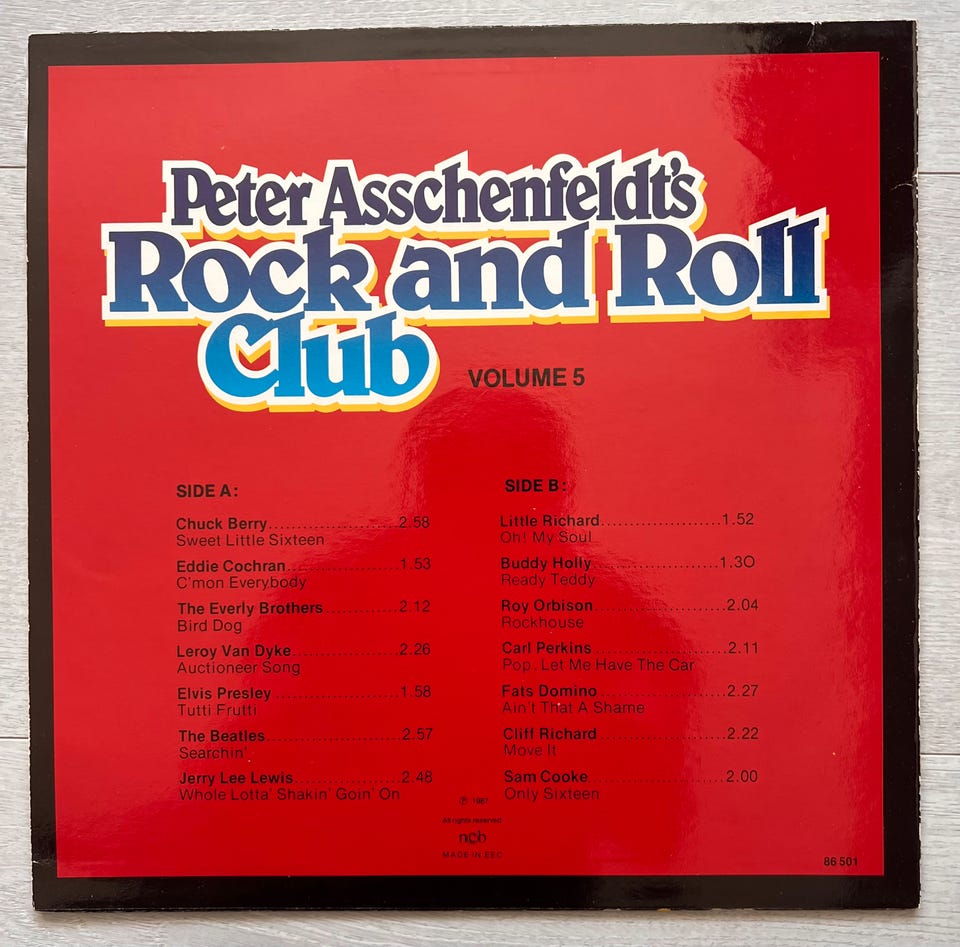 Peter Asschenfeldt's
Rock and Roll
Club
VOLUME 5
SIDE A:
Chuck Berry..........................2.58
Sweet Little Sixteen
Eddie Cochran......................1.53
C'mon Everybody
The Everly Brothers..............2.12
Bird Dog
Leroy Van Dyke....................2.26
Auctioneer Song
Elvis Presley.........................1.58
Tutti Frutti
The Beatles...........................2.57
Searchin'
Jerry Lee Lewis.....................2.48
Whole Lotta' Shakin' Goin' On
SIDE B:
Little Richard........................1.52
Oh! My Soul
Buddy Holly.........................1.30
Ready Teddy
Roy Orbison..........................2.04
Rockhouse
Carl Perkins...........................2.11
Pop, Let Me Have The Car
Fats Domino..........................2.27
Ain't That A Shame
Cliff Richard..........................2.22
Move It
Sam Cooke............................2.00
Only Sixteen
℗ 1987
All rights reserved
ncb
MADE IN EEC
86 501